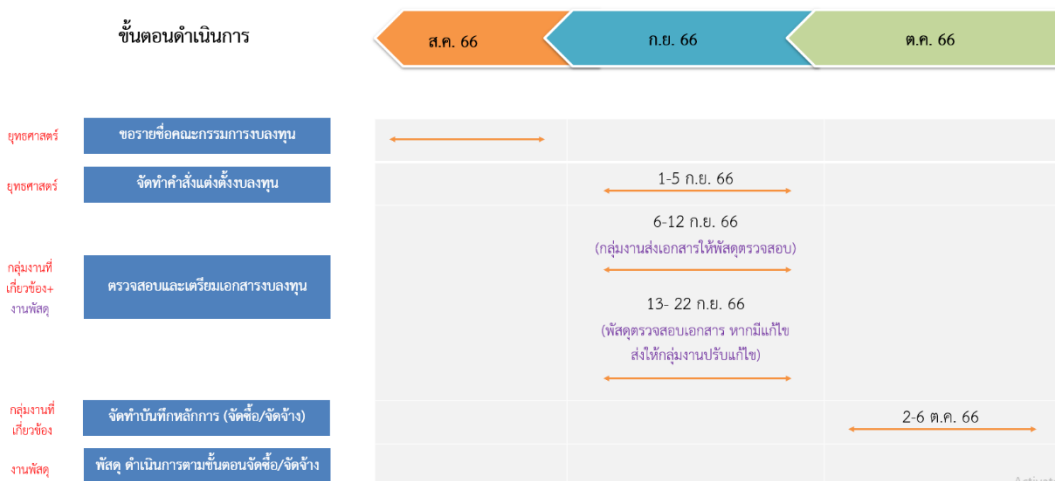 ขั้นตอนดำเนินการ
ส.ค. 66
ก.ย. 66
ต.ค. 66
ยุทธศาสตร์
ขอรายชื่อคณะกรรมการงบลงทุน
ยุทธศาสตร์
จัดทำคำสั่งแต่งตั้งงบลงทุน
1-5 ก.ย. 66
กลุ่มงานที่
เกี่ยวข้อง+
งานพัสดุ
ตรวจสอบและเตรียมเอกสารงบลงทุน
6-12 ก.ย. 66
(กลุ่มงานส่งเอกสารให้พัสดุตรวจสอบ)
13- 22 ก.ย. 66
(พัสดุตรวจสอบเอกสาร หากมีแก้ไข
ส่งให้กลุ่มงานปรับแก้ไข)
กลุ่มงานที่
เกี่ยวข้อง
จัดทำบันทึกหลักการ (จัดซื้อ/จัดจ้าง)
2-6 ต.ค. 66
งานพัสดุ
พัสดุ ดำเนินการตามขั้นตอนจัดซื้อ/จัดจ้าง